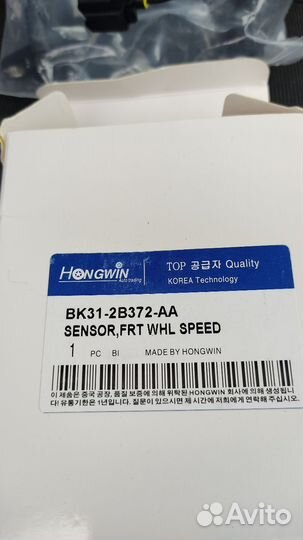 HONGWIN
Auto trading
TOP 공급자 Quality
KOREA Technology
BK31-2B372-AA
SENSOR,FRT WHL SPEED
1 PC BI MADE BY HONGWIN
이 제품은 중국 공장, 품질 보증에 의해 위탁된 HONGWIN 회사에 의해 생성됩니
다! 유통기한은 1년입니다. 질문이 있으시면 제 시간에 저희에게 연락해 주십시오.
Avito